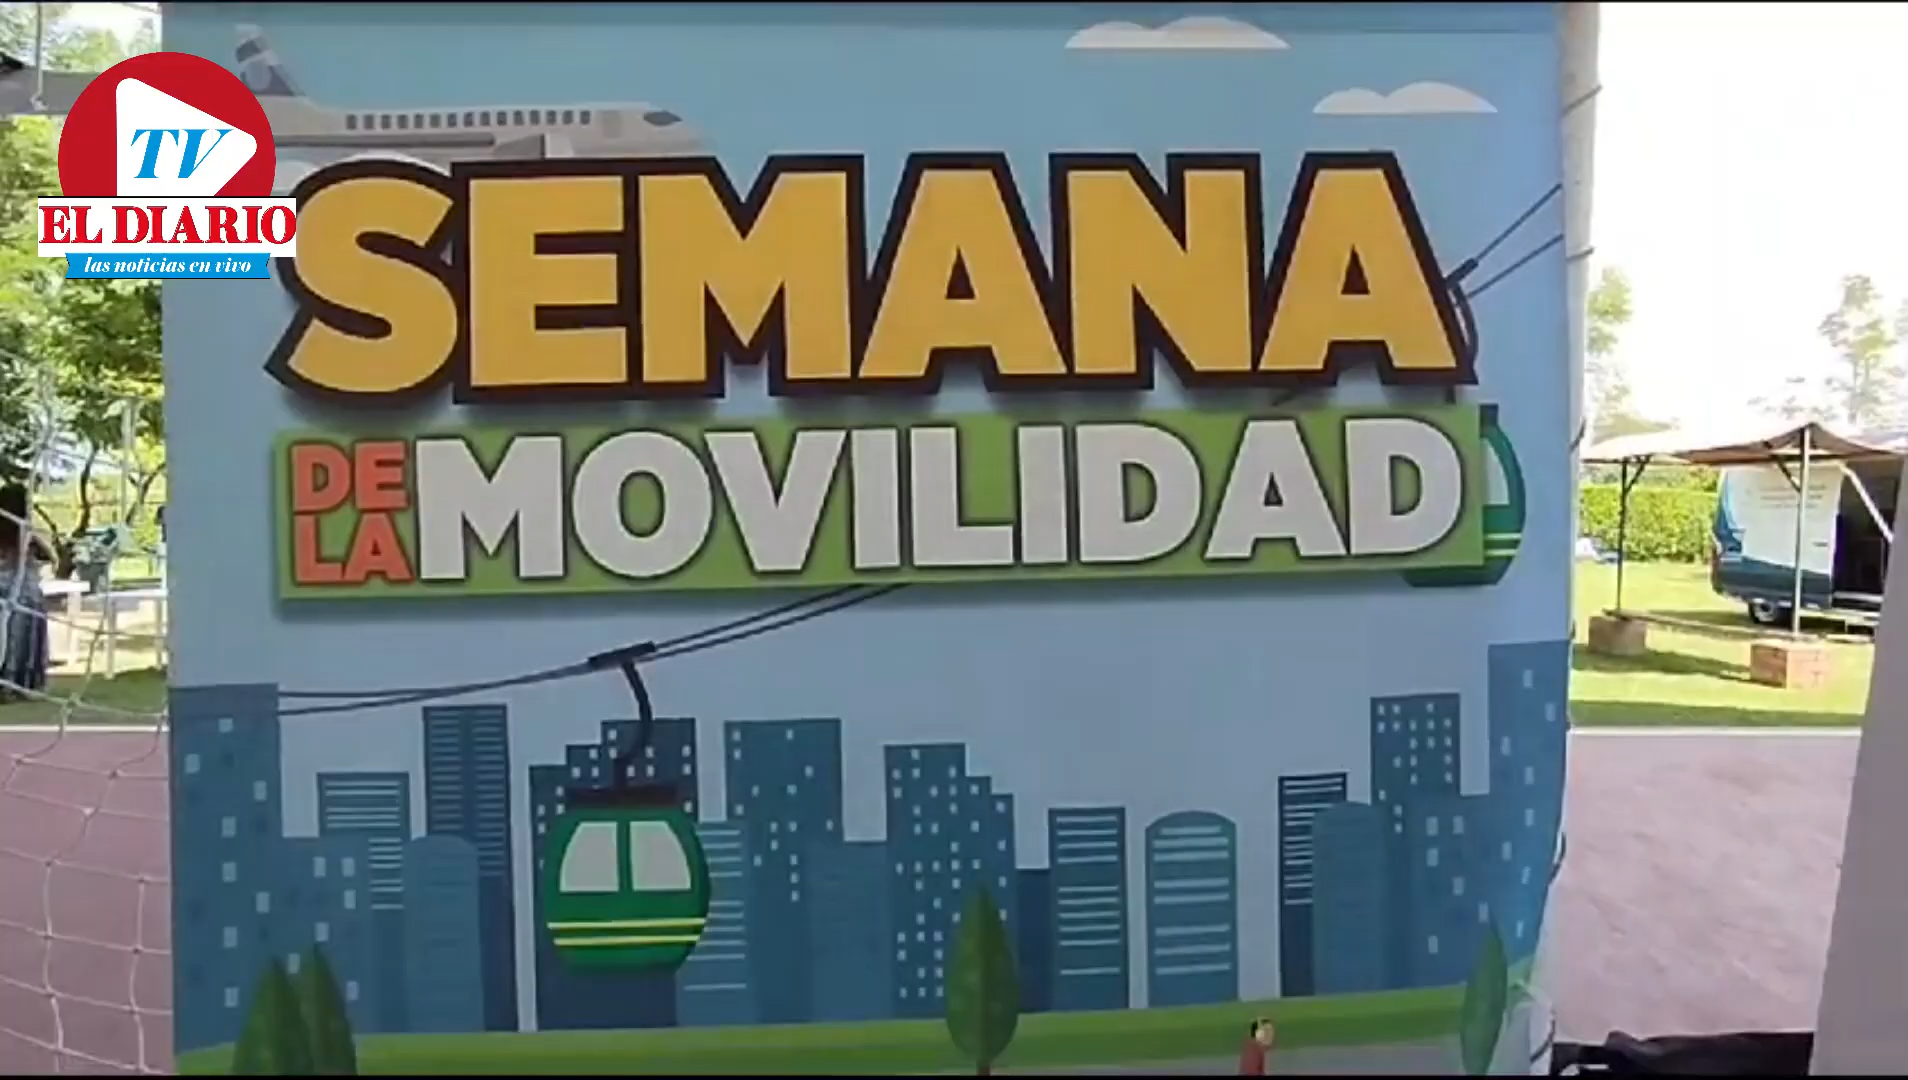 TV
EL DIARIO
las noticias en vivo
SEMANA
DE LA MOVILIDAD